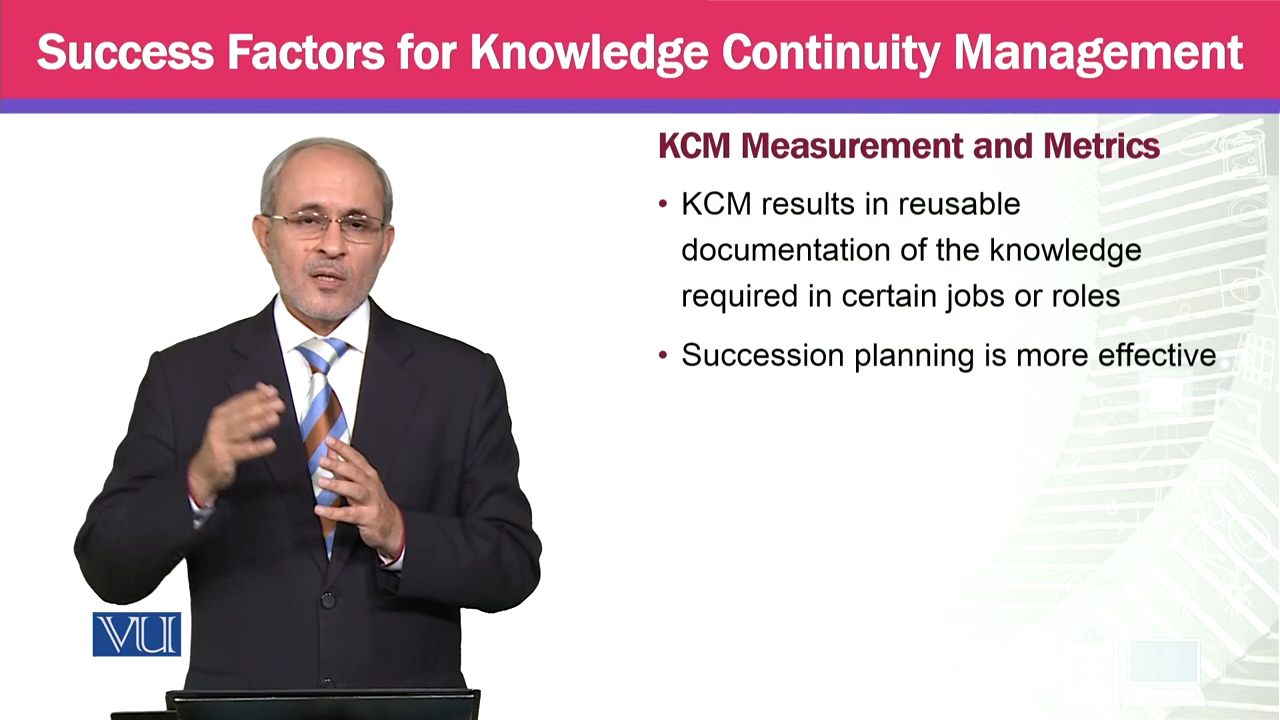 Success Factors for Knowledge Continuity Management
KCM Measurement and Metrics
• KCM results in reusable
documentation of the knowledge
required in certain jobs or roles
• Succession planning is more effective
VU